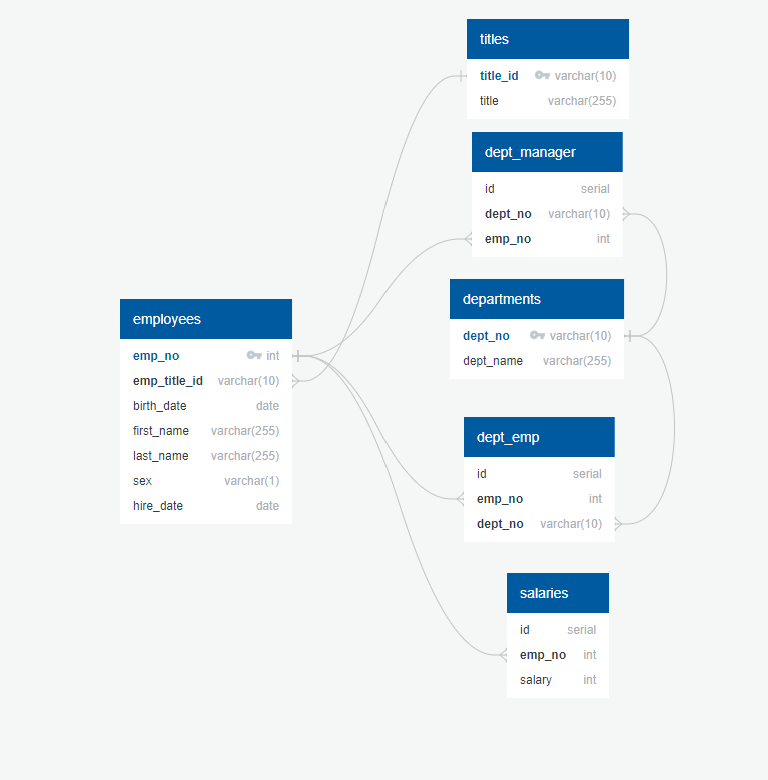 titles
title_id varchar(10)
title varchar(255)
dept_manager
id serial
dept_no varchar(10)
emp_no int
departments
dept_no varchar(10)
dept_name varchar(255)
employees
emp_no int
emp_title_id varchar(10)
birth_date date
first_name varchar(255)
last_name varchar(255)
sex varchar(1)
hire_date date
dept_emp
id serial
emp_no int
dept_no varchar(10)
salaries
id serial
emp_no int
salary int